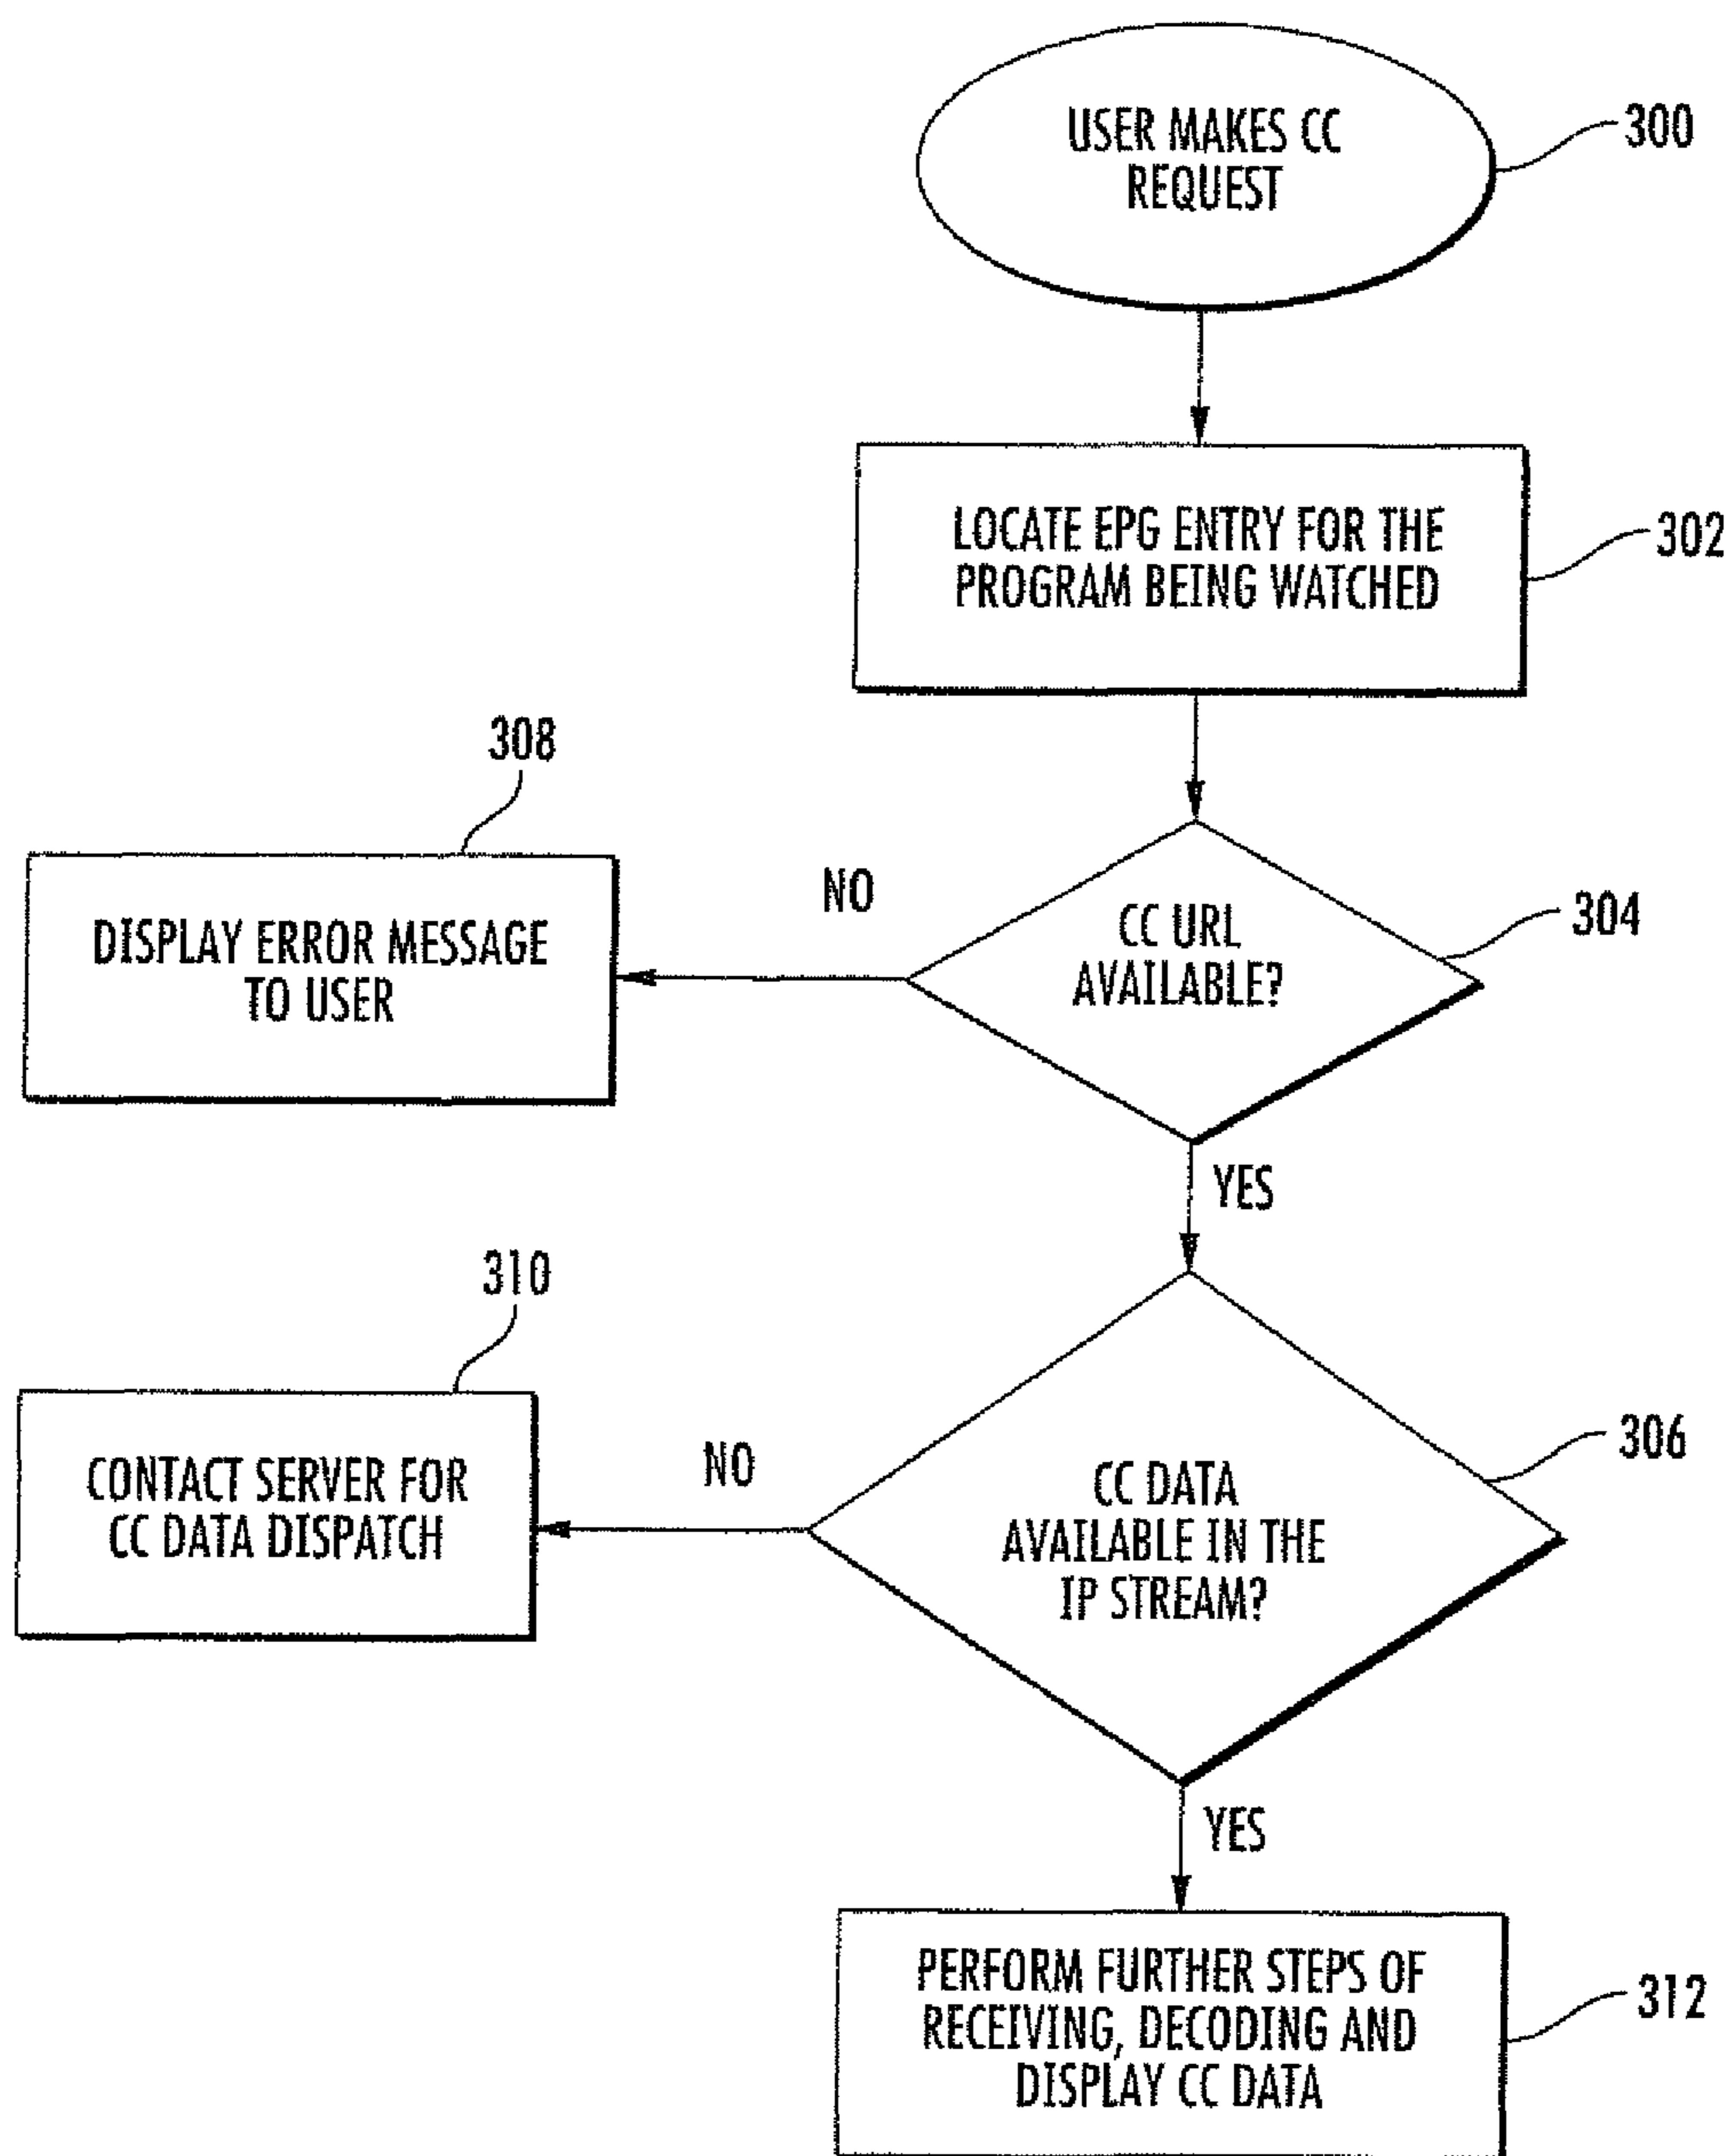 USER MAKES CC
REQUEST
300
LOCATE EPG ENTRY FOR THE
PROGRAM BEING WATCHED
302
308
DISPLAY ERROR MESSAGE
TO USER
NO
CC URL
AVAILABLE?
304
YES
310
CONTACT SERVER FOR
CC DATA DISPATCH
NO
CC DATA
AVAILABLE IN THE
IP STREAM?
306
YES
PERFORM FURTHER STEPS OF
RECEIVING, DECODING AND
DISPLAY CC DATA
312